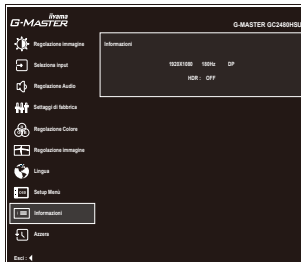 iiyama
G-MASTER
G-MASTER GC2480HSU
Regolazione immagine
Informazioni
1920X1080 180Hz DP
HDR : OFF
Selezione input
Regolazione Audio
Settaggi di fabbrica
Regolazione Colore
Regolazione immagine
Lingua
OSD
Setup Menù
Informazioni
Azzera
Esci :